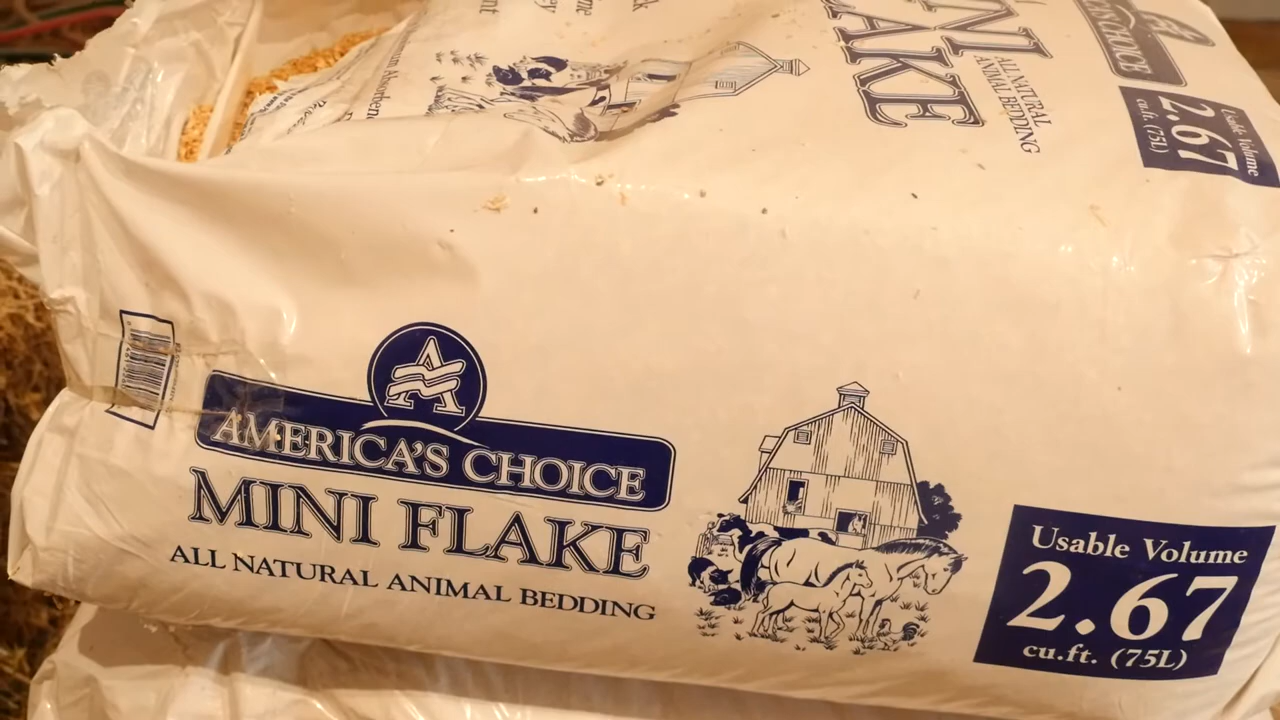 AMERICA'S CHOICE
MINI FLAKE
ALL NATURAL ANIMAL BEDDING
Usable Volume
2.67
cu.ft. (75L)
FLAKE
ALL NATURAL
ANIMAL BEDDING
CHOICE
Usable Volume
2.67
cu.ft. (75L)